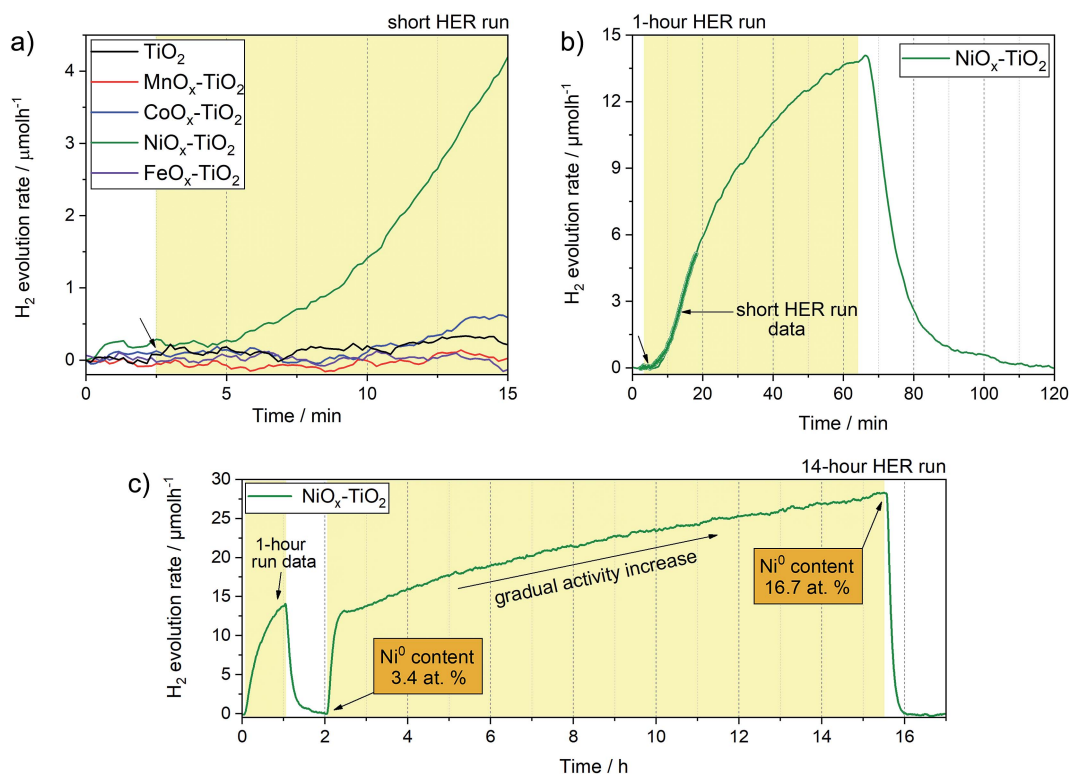 a)
short HER run
TiO₂
MnOₓ-TiO₂
CoOₓ-TiO₂
NiOₓ-TiO₂
FeOₓ-TiO₂
H₂ evolution rate / µmolh⁻¹
4
3
2
1
0
0 5 10 15
Time / min
b)
1-hour HER run
NiOₓ-TiO₂
H₂ evolution rate / µmolh⁻¹
15
12
9
6
3
0
short HER run
data
0 20 40 60 80 100 120
Time / min
c)
14-hour HER run
NiOₓ-TiO₂
H₂ evolution rate / µmolh⁻¹
30
25
20
15
10
5
0
1-hour
run data
Ni⁰ content
3.4 at. %
gradual activity increase
Ni⁰ content
16.7 at. %
0 2 4 6 8 10 12 14 16
Time / h